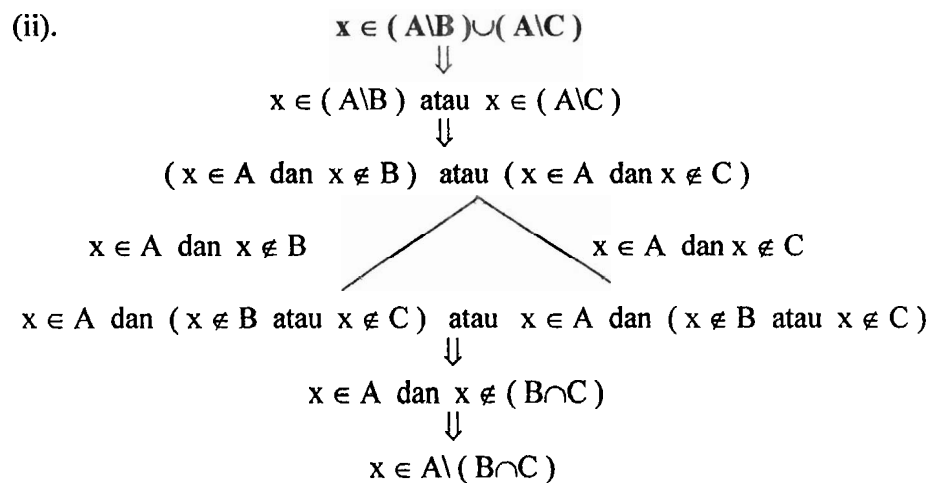 (ii). x ∈ ( A\B )∪( A\C )
⇓
x ∈ ( A\B ) atau x ∈ ( A\C )
⇓
( x ∈ A dan x ∉ B ) atau ( x ∈ A dan x ∉ C )
x ∈ A dan x ∉ B x ∈ A dan x ∉ C
x ∈ A dan ( x ∉ B atau x ∉ C ) atau x ∈ A dan ( x ∉ B atau x ∉ C )
⇓
x ∈ A dan x ∉ ( B∩C )
⇓
x ∈ A\ ( B∩C )